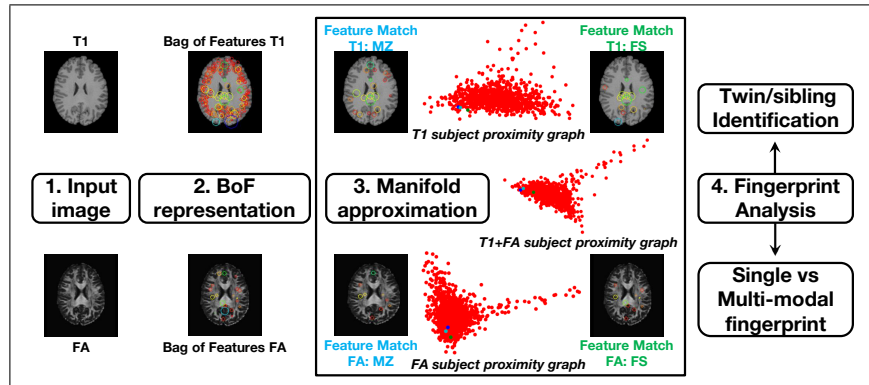 T1
Bag of Features T1
Feature Match
T1: MZ
Feature Match
T1: FS
T1 subject proximity graph
Twin/sibling
Identification
1. Input
image
2. BoF
representation
3. Manifold
approximation
4. Fingerprint
Analysis
T1+FA subject proximity graph
Single vs
Multi-modal
fingerprint
FA
Bag of Features FA
Feature Match
FA: MZ
FA subject proximity graph
Feature Match
FA: FS